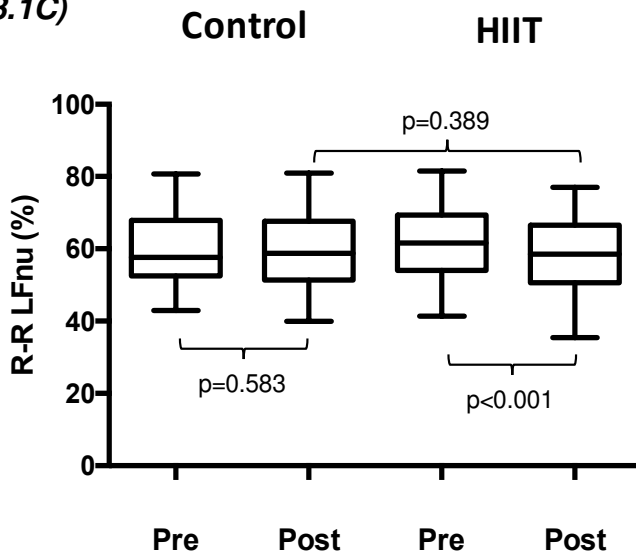 3.1C)
Control HIIT
100
p=0.389
80
60
R-R LFnu (%)
40
p=0.583
p<0.001
20
0
Pre Post Pre Post